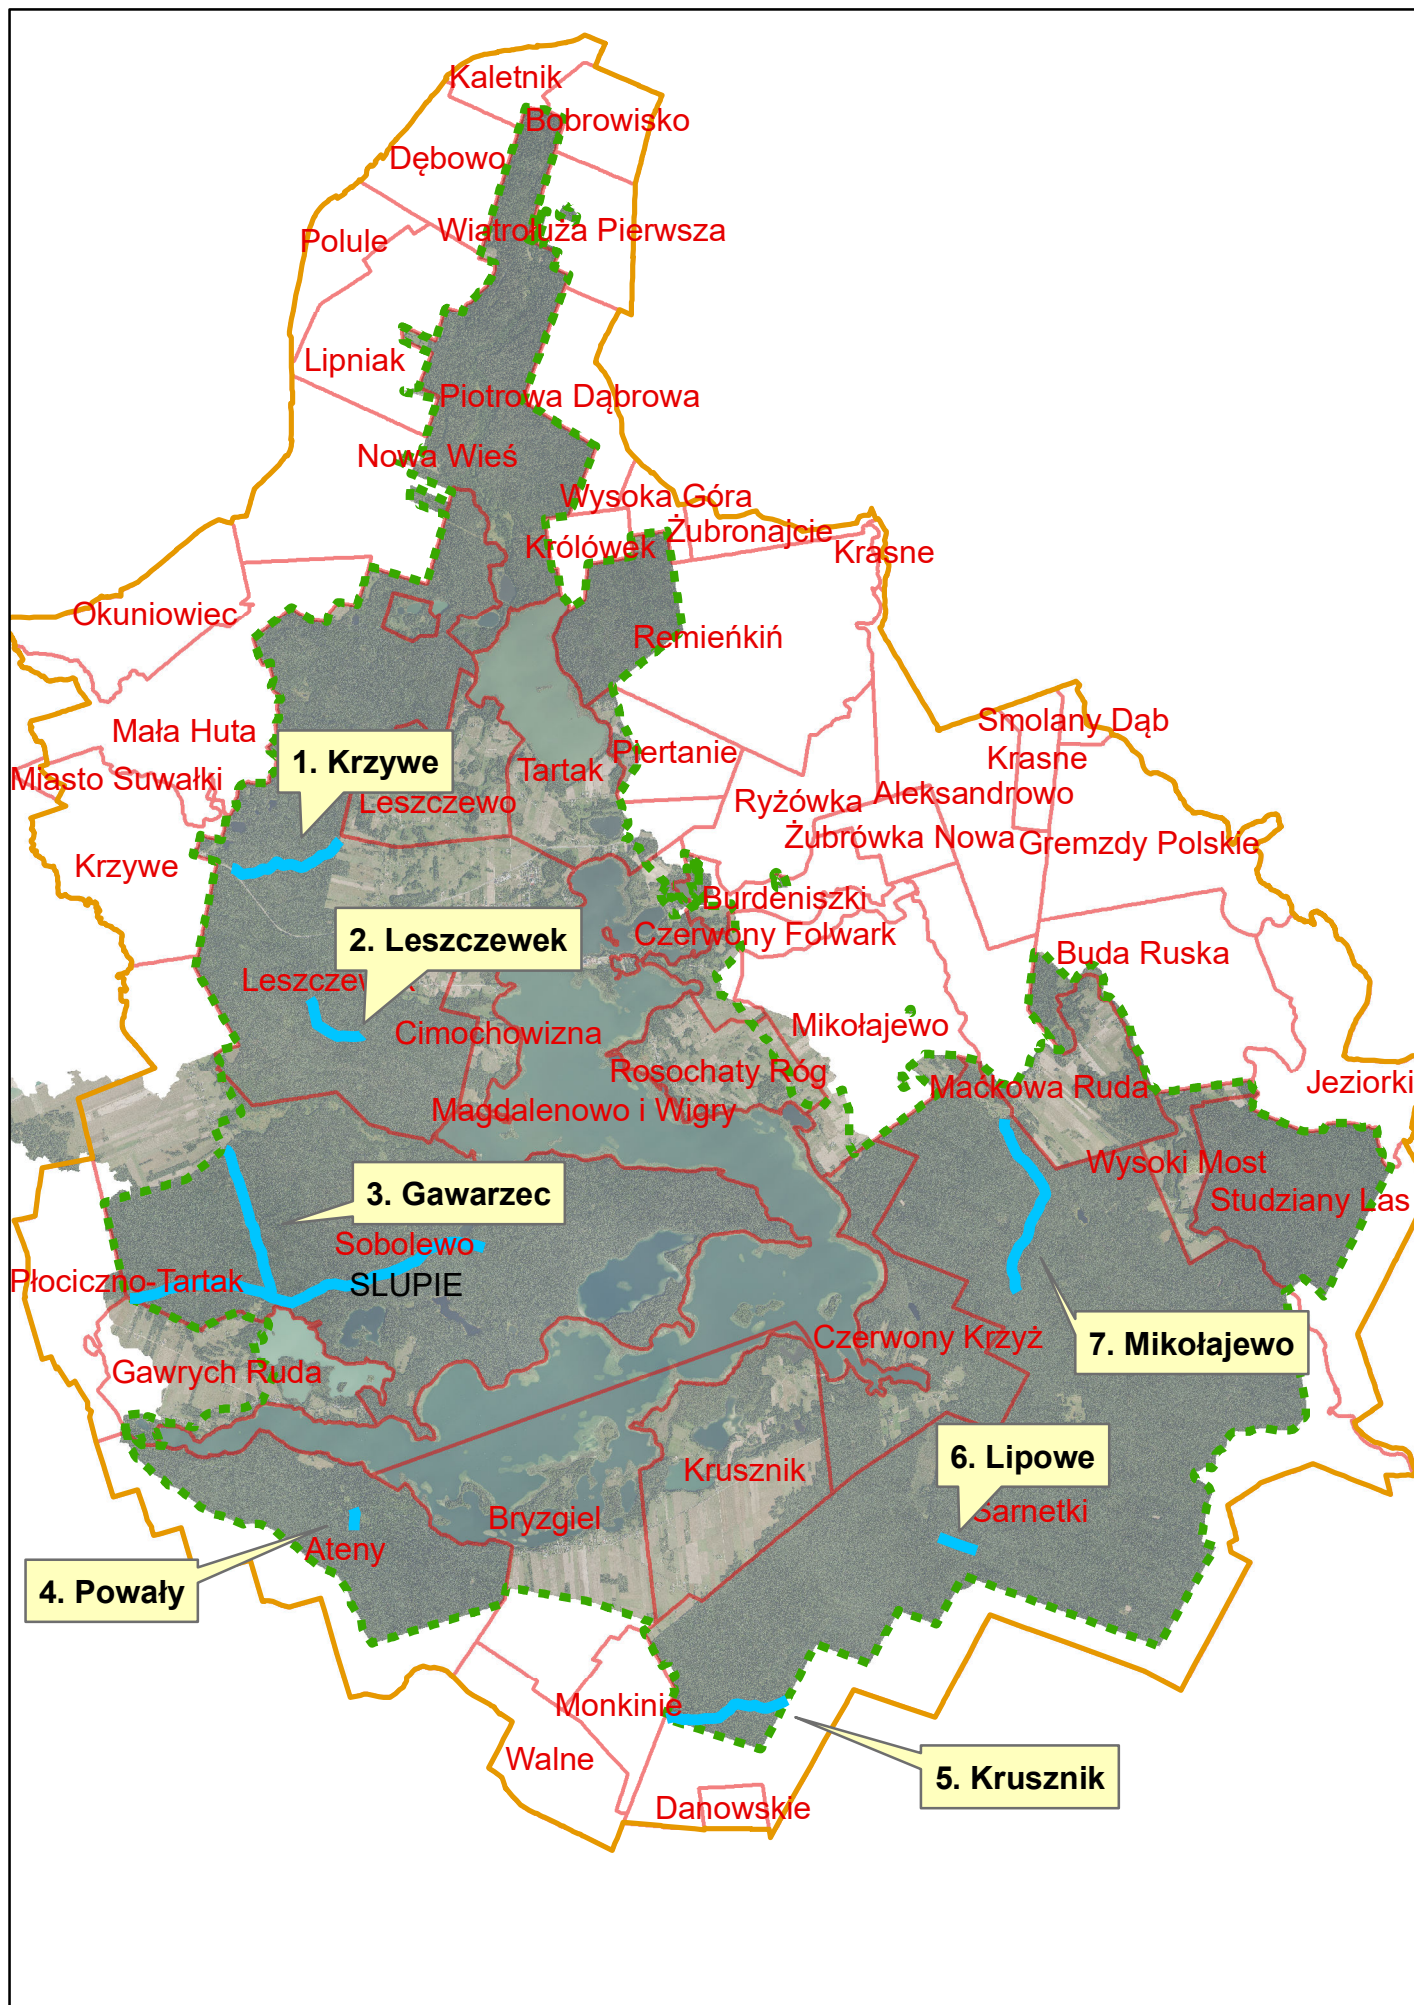 Kaletnik
Bobrowisko
Dębowo
Wiatrołuża Pierwsza
Polule
Lipniak
Piotrowa Dąbrowa
Nowa Wieś
Wysoka Góra
Żubronajcie
Królówek
Krasne
Okuniowiec
Remieńkiń
Smolany Dąb
Mała Huta
Krasne
1. Krzywe
Piertanie
Tartak
Miasto Suwałki
Leszczewo
Ryżówka
Aleksandrowo
Żubrówka Nowa
Gremzdy Polskie
Krzywe
Burdeniszki
2. Leszczewek
Czerwony Folwark
Buda Ruska
Leszczewek
Cimochowizna
Mikołajewo
Rosochaty Róg
Maćkowa Ruda
Jeziorki
Magdalenowo i Wigry
Wysoki Most
3. Gawarzec
Studziany Las
Sobolewo
Płociczno-Tartak
SLUPIE
Czerwony Krzyż
7. Mikołajewo
Gawrych Ruda
6. Lipowe
Krusznik
Sarnetki
Bryzgiel
Ateny
4. Powały
Monkinie
Walne
5. Krusznik
Danowskie